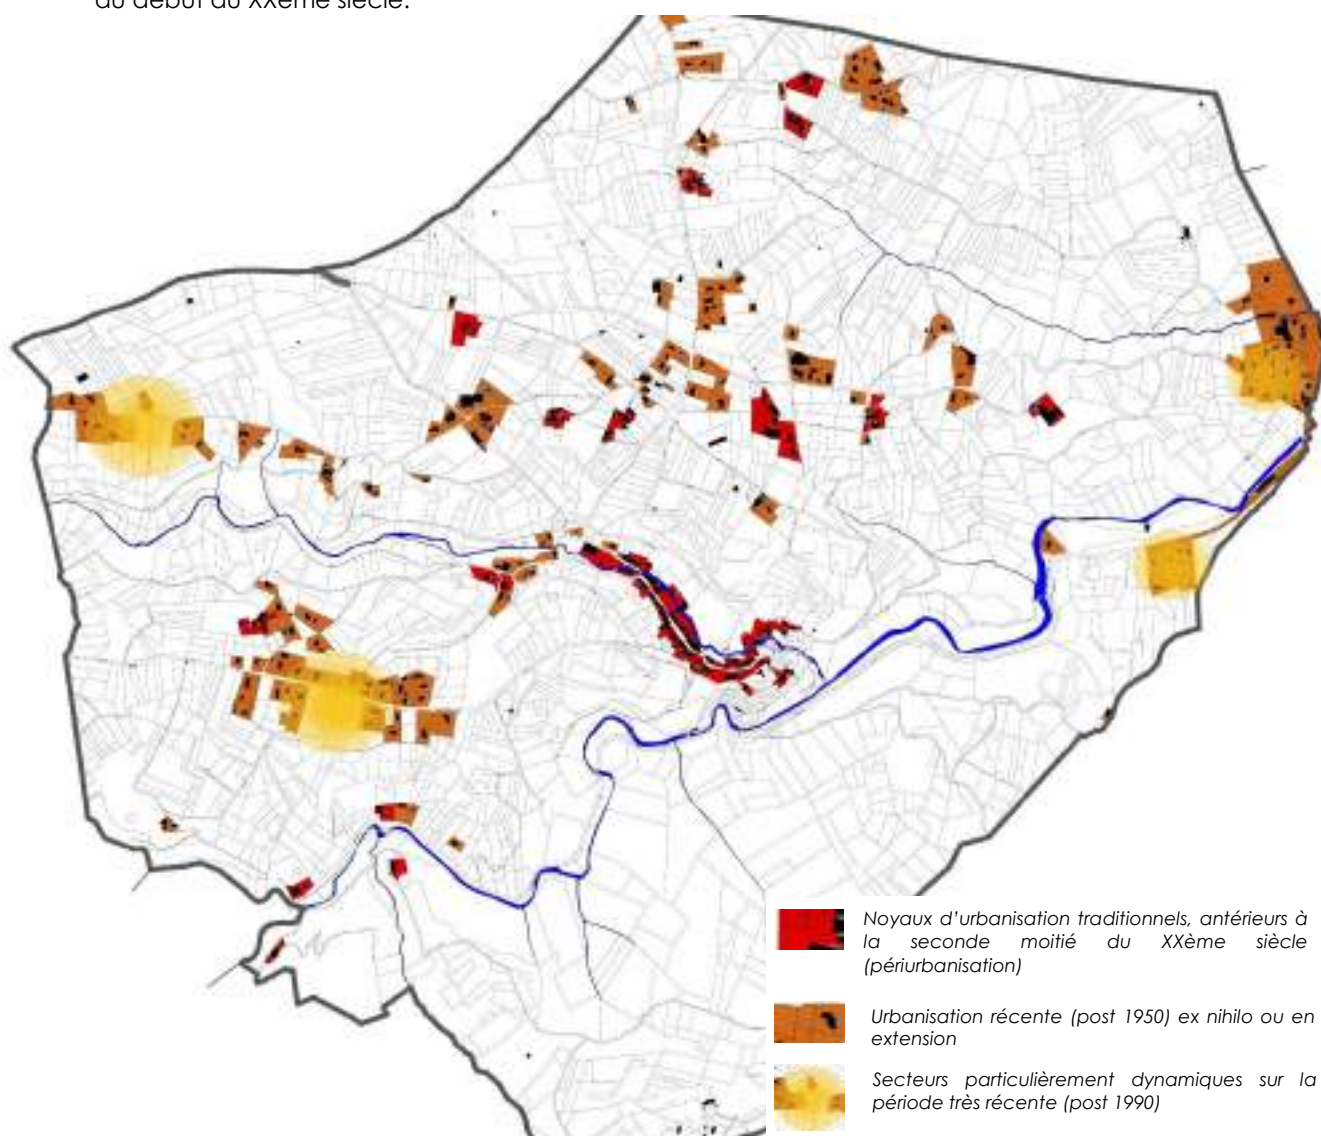 au début du XXème siècle.
Noyaux d'urbanisation traditionnels, antérieurs à
la seconde moitié du XXème siècle
(périurbanisation)
Urbanisation récente (post 1950) ex nihilo ou en
extension
Secteurs particulièrement dynamiques sur la
période très récente (post 1990)